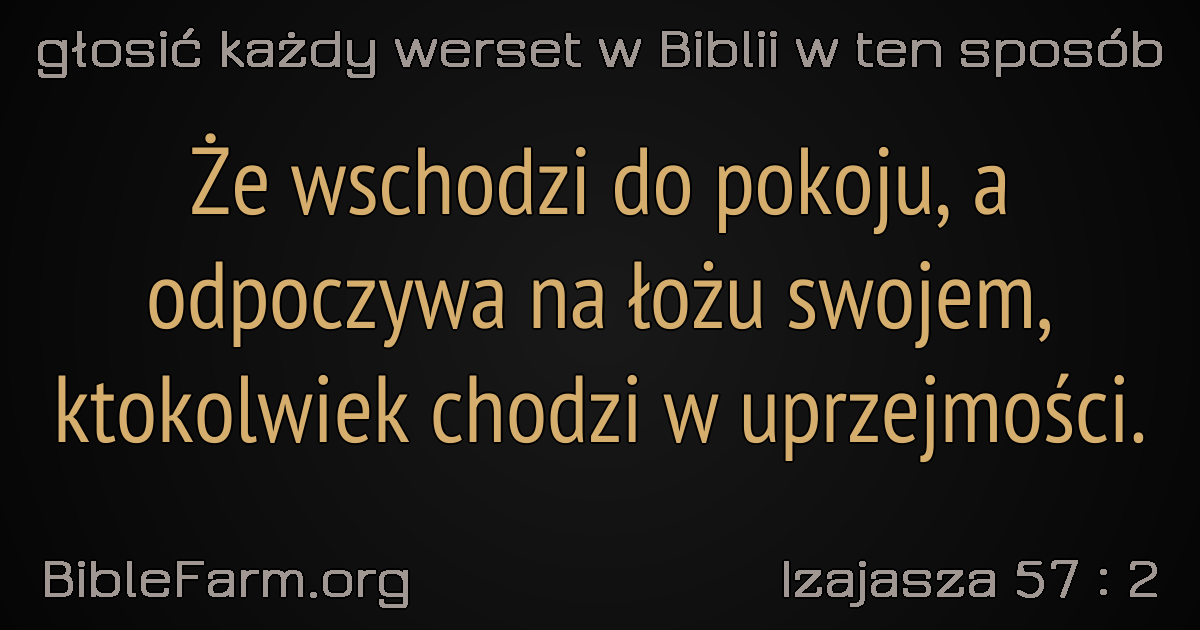 głosić każdy werset w Biblii w ten sposób
Że wschodzi do pokoju, a
odpoczywa na łożu swojem,
ktokolwiek chodzi w uprzejmości.
BibleFarm.org
Izajasza 57 : 2